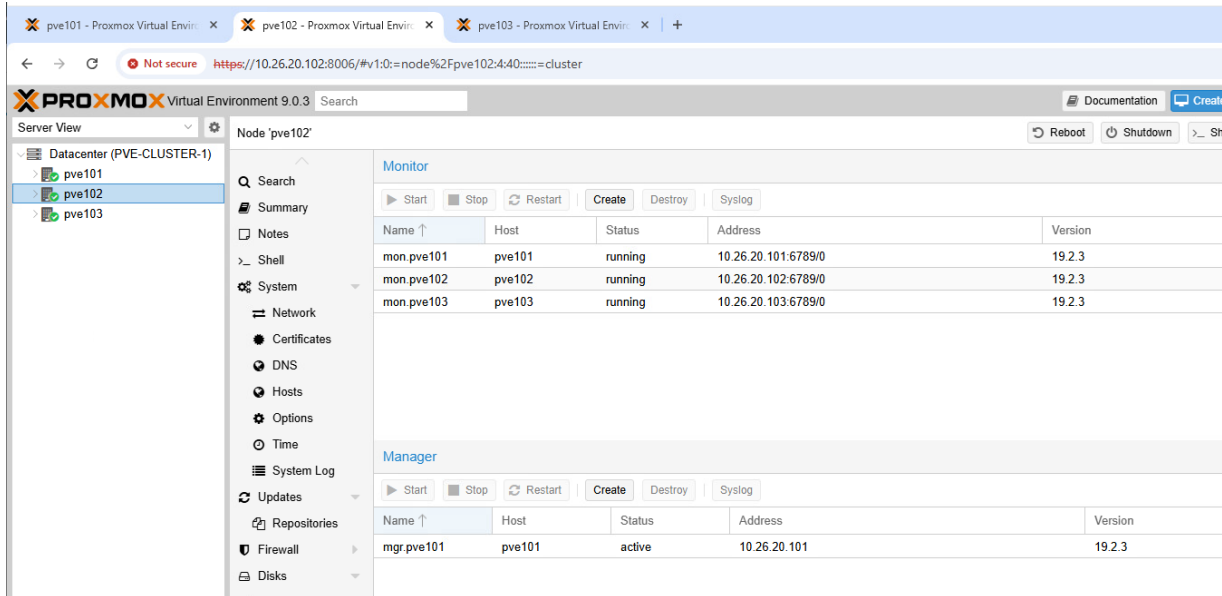 pve101 - Proxmox Virtual Enviro × pve102 - Proxmox Virtual Enviro × pve103 - Proxmox Virtual Enviro × +
Not secure https://10.26.20.102:8006/#v1:0:=node%2Fpve102:4:40::::::=cluster
PROXMOX Virtual Environment 9.0.3 Search Documentation Create
Server View Node 'pve102' Reboot Shutdown >_ Sh
Datacenter (PVE-CLUSTER-1)
pve101
pve102
pve103
Search
Summary
Notes
>_ Shell
System
Network
Certificates
DNS
Hosts
Options
Time
System Log
Updates
Repositories
Firewall
Disks
Monitor
Start Stop Restart Create Destroy Syslog
Name ↑ Host Status Address Version
mon.pve101 pve101 running 10.26.20.101:6789/0 19.2.3
mon.pve102 pve102 running 10.26.20.102:6789/0 19.2.3
mon.pve103 pve103 running 10.26.20.103:6789/0 19.2.3
Manager
Start Stop Restart Create Destroy Syslog
Name ↑ Host Status Address Version
mgr.pve101 pve101 active 10.26.20.101 19.2.3